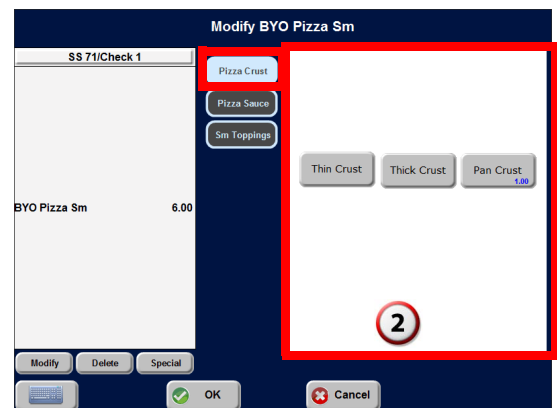 Modify BYO Pizza Sm
SS 71/Check 1
Pizza Crust
Pizza Sauce
Sm Toppings
Thin Crust
Thick Crust
Pan Crust
1.00
BYO Pizza Sm 6.00
2
Modify Delete Special
OK Cancel